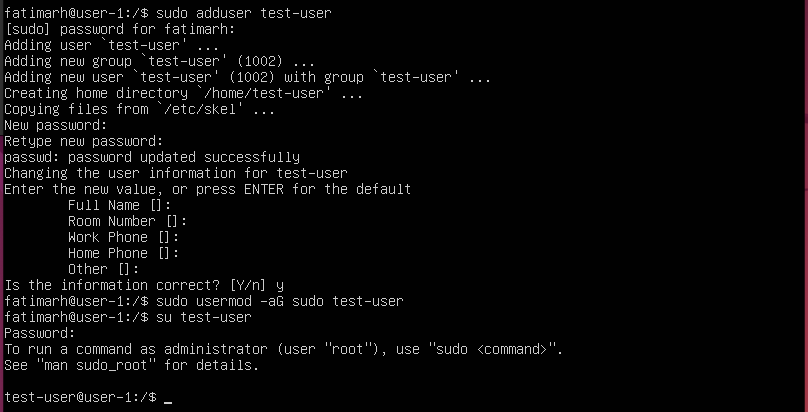 fatimarh@user-1:/$ sudo adduser test-user
[sudo] password for fatimarh:
Adding user `test-user' ...
Adding new group `test-user' (1002) ...
Adding new user `test-user' (1002) with group `test-user' ...
Creating home directory `/home/test-user' ...
Copying files from `/etc/skel' ...
New password:
Retype new password:
passwd: password updated successfully
Changing the user information for test-user
Enter the new value, or press ENTER for the default
        Full Name []:
        Room Number []:
        Work Phone []:
        Home Phone []:
        Other []:
Is the information correct? [Y/n] y
fatimarh@user-1:/$ sudo usermod -aG sudo test-user
fatimarh@user-1:/$ su test-user
Password:
To run a command as administrator (user "root"), use "sudo <command>".
See "man sudo_root" for details.

test-user@user-1:/$ _